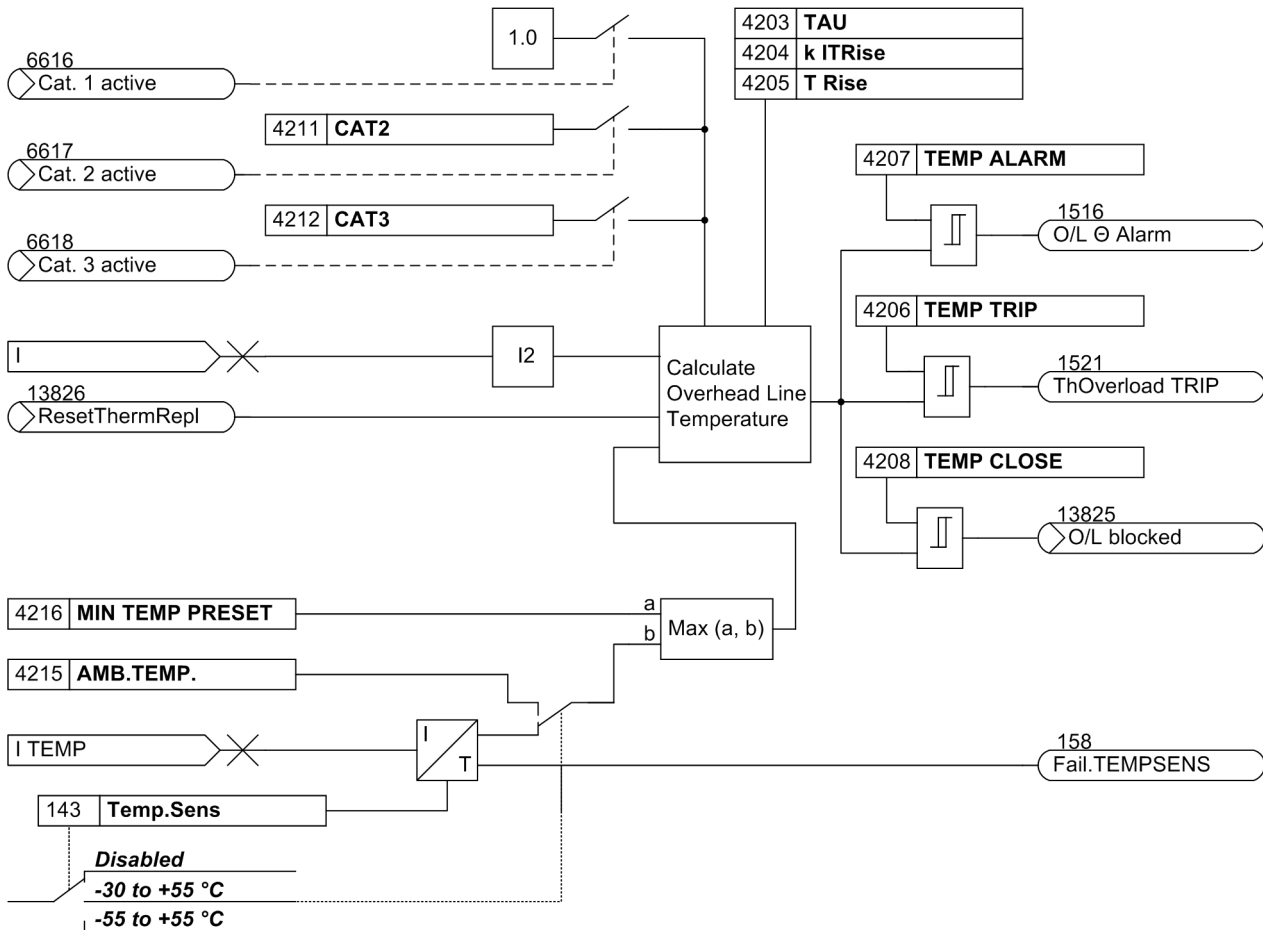 1.0
4203 TAU
4204 k ITRise
4205 T Rise
6616
Cat. 1 active
4211 CAT2
6617
Cat. 2 active
4212 CAT3
6618
Cat. 3 active
4207 TEMP ALARM
1516
O/L Θ Alarm
4206 TEMP TRIP
1521
ThOverload TRIP
I
I2
Calculate
Overhead Line
Temperature
13826
ResetThermRepl
4208 TEMP CLOSE
13825
O/L blocked
4216 MIN TEMP PRESET
a
b
Max (a, b)
4215 AMB.TEMP.
I TEMP
I
T
158
Fail.TEMPSENS
143 Temp.Sens
Disabled
-30 to +55 °C
-55 to +55 °C